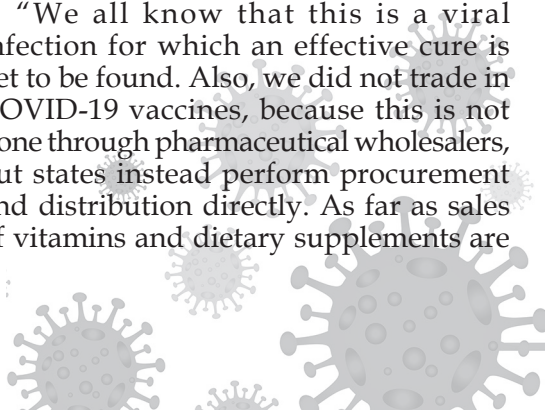 “We all know that this is a viral
nfection for which an effective cure is
et to be found. Also, we did not trade in
OVID-19 vaccines, because this is not
one through pharmaceutical wholesalers,
ut states instead perform procurement
nd distribution directly. As far as sales
f vitamins and dietary supplements are